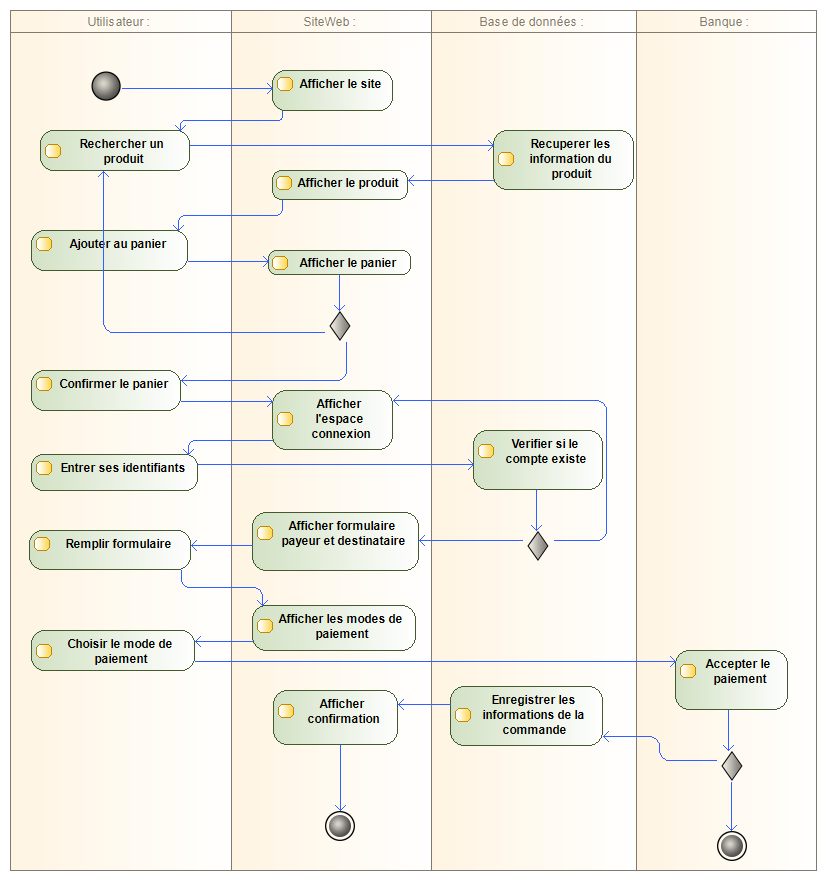 Utilisateur :
SiteWeb :
Base de données :
Banque :
Afficher le site
Rechercher un
produit
Recuperer les
information du
produit
Afficher le produit
Ajouter au panier
Afficher le panier
Confirmer le panier
Afficher
l'espace
connexion
Verifier si le
compte existe
Entrer ses identifiants
Afficher formulaire
payeur et destinataire
Remplir formulaire
Afficher les modes de
paiement
Choisir le mode de
paiement
Accepter le
paiement
Enregistrer les
informations de la
commande
Afficher
confirmation